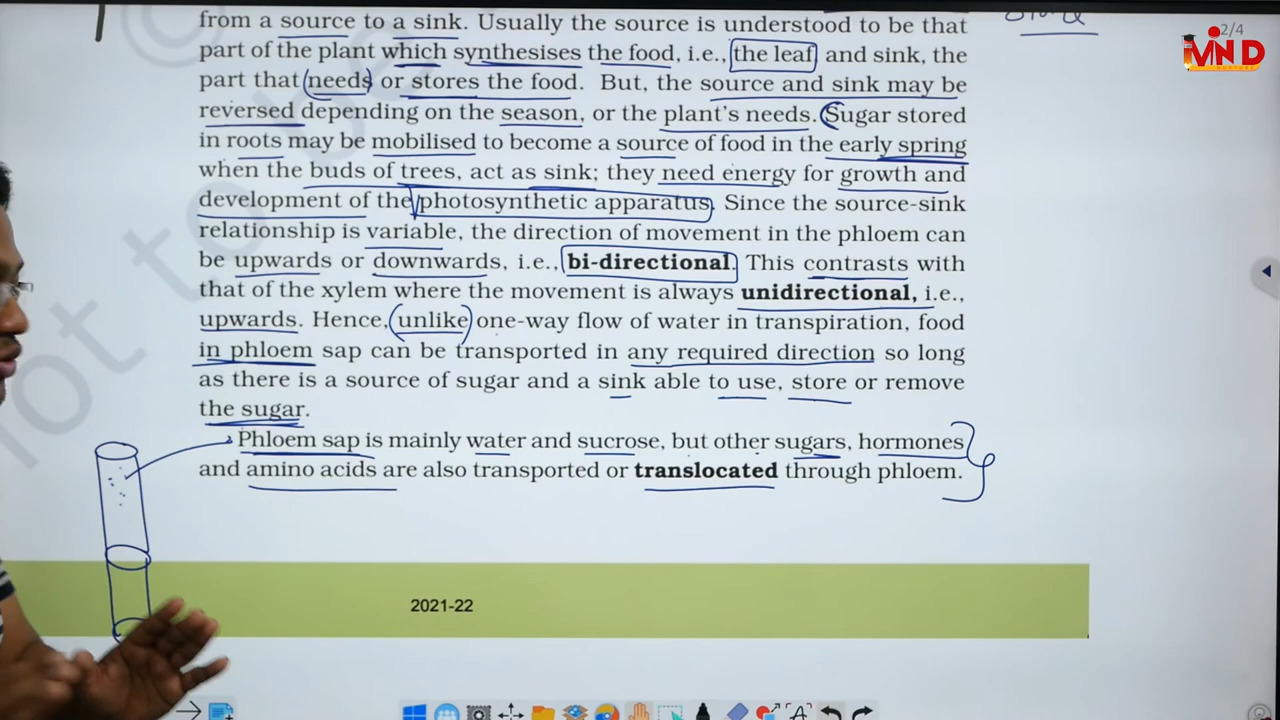 from a source to a sink. Usually the source is understood to be that
part of the plant which synthesises the food, i.e., the leaf and sink, the
part that needs or stores the food. But, the source and sink may be
reversed depending on the season, or the plant's needs. Sugar stored
in roots may be mobilised to become a source of food in the early spring
when the buds of trees, act as sink; they need energy for growth and
development of the photosynthetic apparatus. Since the source-sink
relationship is variable, the direction of movement in the phloem can
be upwards or downwards, i.e., bi-directional. This contrasts with
that of the xylem where the movement is always unidirectional, i.e.,
upwards. Hence, unlike one-way flow of water in transpiration, food
in phloem sap can be transported in any required direction so long
as there is a source of sugar and a sink able to use, store or remove
the sugar.
Phloem sap is mainly water and sucrose, but other sugars, hormones
and amino acids are also transported or translocated through phloem.
2021-22
2/4
MIND
not to be
©